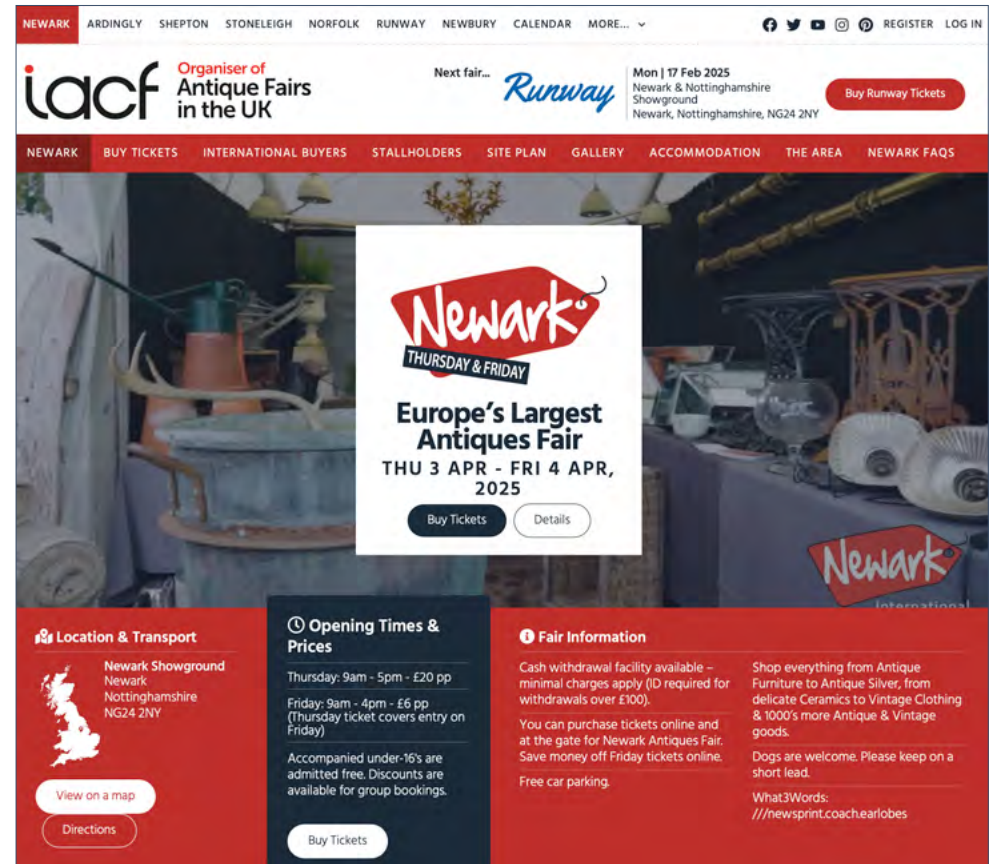 NEWARK ARDINGLY SHEPTON STONELEIGH NORFOLK RUNWAY NEWBURY CALENDAR MORE... REGISTER LOG IN
iacf
Organiser of
Antique Fairs
in the UK
Next fair...
Runway
Mon | 17 Feb 2025
Newark & Nottinghamshire
Showground
Newark, Nottinghamshire, NG24 2NY
Buy Runway Tickets
NEWARK BUY TICKETS INTERNATIONAL BUYERS STALLHOLDERS SITE PLAN GALLERY ACCOMMODATION THE AREA NEWARK FAQS
Newark
THURSDAY & FRIDAY
Europe's Largest
Antiques Fair
THU 3 APR - FRI 4 APR,
2025
Buy Tickets
Details
Newark
International
Location & Transport
Newark Showground
Newark
Nottinghamshire
NG24 2NY
View on a map
Directions
Opening Times &
Prices
Thursday: 9am - 5pm - £20 pp
Friday: 9am - 4pm - £6 pp
(Thursday ticket covers entry on
Friday)
Accompanied under-16's are
admitted free. Discounts are
available for group bookings.
Buy Tickets
Fair Information
Cash withdrawal facility available –
minimal charges apply (ID required for
withdrawals over £100).
You can purchase tickets online and
at the gate for Newark Antiques Fair.
Save money off Friday tickets online.
Free car parking.
Shop everything from Antique
Furniture to Antique Silver, from
delicate Ceramics to Vintage Clothing
& 1000's more Antique & Vintage
goods.
Dogs are welcome. Please keep on a
short lead.
What3Words:
///newsprint.coach.earlobes